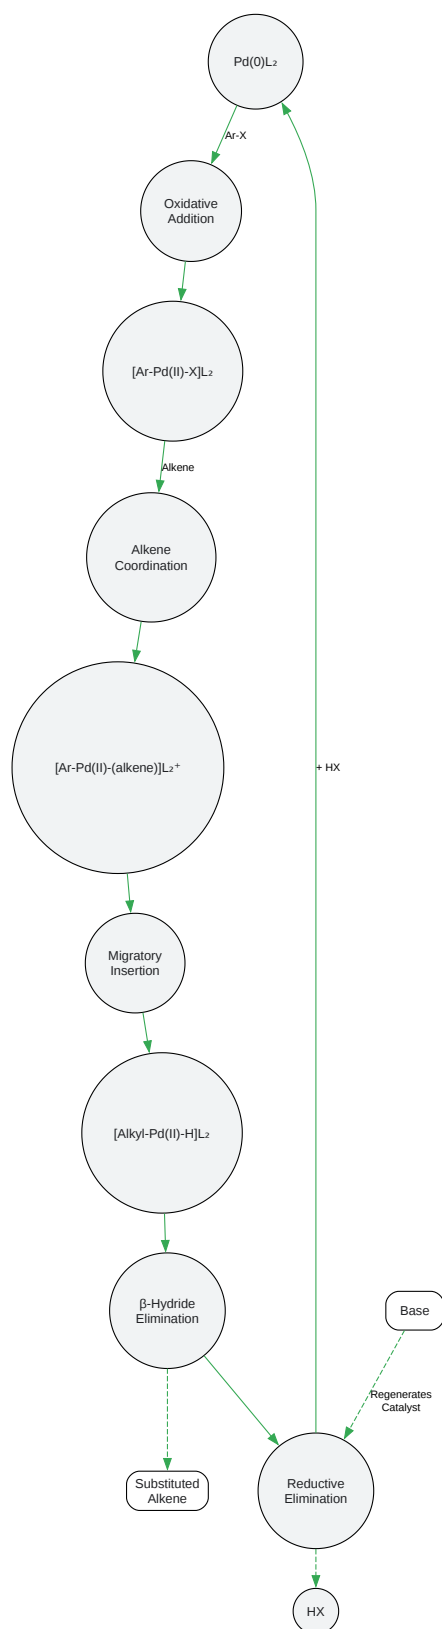 Pd(0)L₂
Ar-X
Oxidative
Addition
[Ar-Pd(II)-X]L₂
Alkene
Alkene
Coordination
[Ar-Pd(II)-(alkene)]L₂⁺
+ HX
Migratory
Insertion
[Alkyl-Pd(II)-H]L₂
β-Hydride
Elimination
Base
Regenerates
Catalyst
Substituted
Alkene
Reductive
Elimination
HX